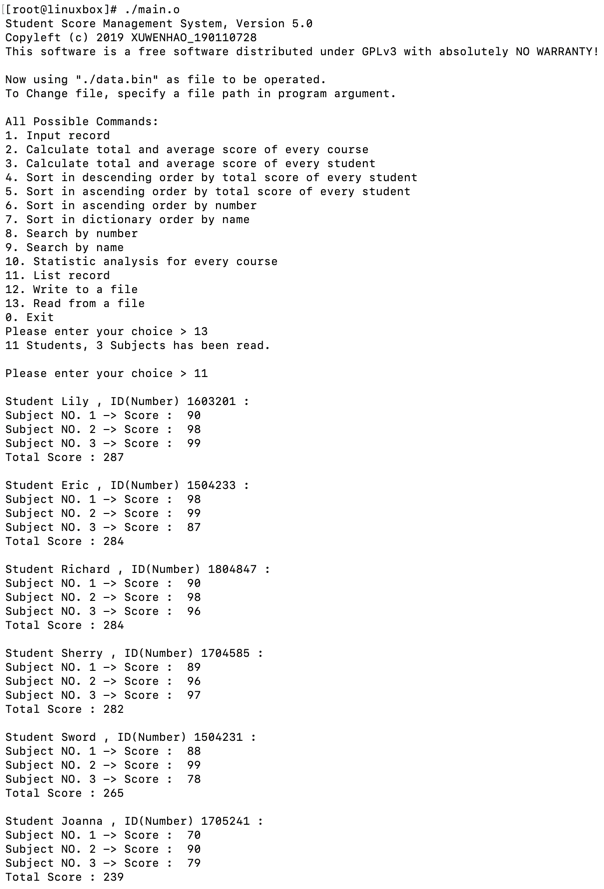 [[root@linuxbox]# ./main.o
Student Score Management System, Version 5.0
Copyleft (c) 2019 XUWENHAO_190110728
This software is a free software distributed under GPLv3 with absolutely NO WARRANTY!
Now using "./data.bin" as file to be operated.
To Change file, specify a file path in program argument.
All Possible Commands:
1. Input record
2. Calculate total and average score of every course
3. Calculate total and average score of every student
4. Sort in descending order by total score of every student
5. Sort in ascending order by total score of every student
6. Sort in ascending order by number
7. Sort in dictionary order by name
8. Search by number
9. Search by name
10. Statistic analysis for every course
11. List record
12. Write to a file
13. Read from a file
0. Exit
Please enter your choice > 13
11 Students, 3 Subjects has been read.
Please enter your choice > 11
Student Lily , ID(Number) 1603201 :
Subject NO. 1 -> Score :  90
Subject NO. 2 -> Score :  98
Subject NO. 3 -> Score :  99
Total Score : 287
Student Eric , ID(Number) 1504233 :
Subject NO. 1 -> Score :  98
Subject NO. 2 -> Score :  99
Subject NO. 3 -> Score :  87
Total Score : 284
Student Richard , ID(Number) 1804847 :
Subject NO. 1 -> Score :  90
Subject NO. 2 -> Score :  98
Subject NO. 3 -> Score :  96
Total Score : 284
Student Sherry , ID(Number) 1704585 :
Subject NO. 1 -> Score :  89
Subject NO. 2 -> Score :  96
Subject NO. 3 -> Score :  97
Total Score : 282
Student Sword , ID(Number) 1504231 :
Subject NO. 1 -> Score :  88
Subject NO. 2 -> Score :  99
Subject NO. 3 -> Score :  78
Total Score : 265
Student Joanna , ID(Number) 1705241 :
Subject NO. 1 -> Score :  70
Subject NO. 2 -> Score :  90
Subject NO. 3 -> Score :  79
Total Score : 239